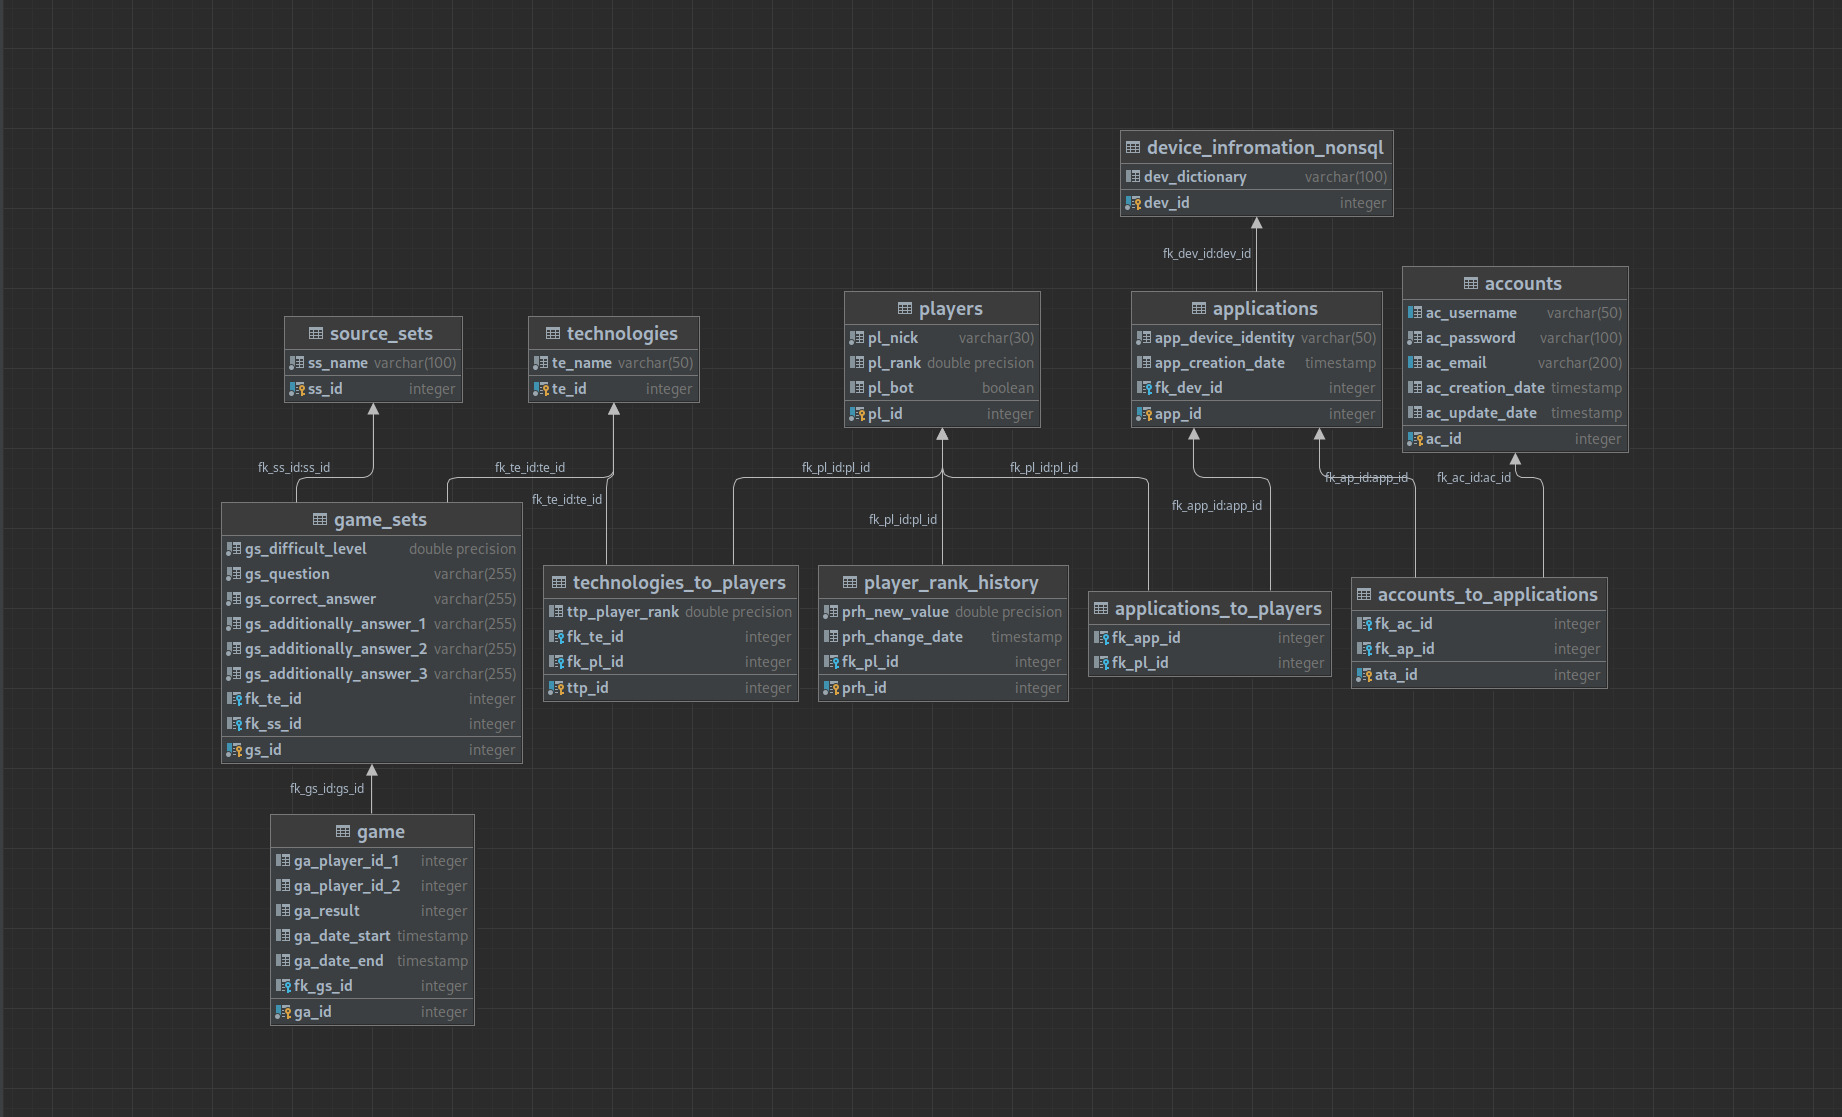 device_infromation_nonsql
dev_dictionary varchar(100)
dev_id integer
fk_dev_id:dev_id
source_sets
ss_name varchar(100)
ss_id integer
technologies
te_name varchar(50)
te_id integer
players
pl_nick varchar(30)
pl_rank double precision
pl_bot boolean
pl_id integer
applications
app_device_identity varchar(50)
app_creation_date timestamp
fk_dev_id integer
app_id integer
accounts
ac_username varchar(50)
ac_password varchar(100)
ac_email varchar(200)
ac_creation_date timestamp
ac_update_date timestamp
ac_id integer
fk_ss_id:ss_id
fk_te_id:te_id
fk_te_id:te_id
fk_pl_id:pl_id
fk_pl_id:pl_id
fk_pl_id:pl_id
fk_app_id:app_id
fk_ap_id:app_id
fk_ac_id:ac_id
game_sets
gs_difficult_level double precision
gs_question varchar(255)
gs_correct_answer varchar(255)
gs_additionally_answer_1 varchar(255)
gs_additionally_answer_2 varchar(255)
gs_additionally_answer_3 varchar(255)
fk_te_id integer
fk_ss_id integer
gs_id integer
technologies_to_players
ttp_player_rank double precision
fk_te_id integer
fk_pl_id integer
ttp_id integer
player_rank_history
prh_new_value double precision
prh_change_date timestamp
fk_pl_id integer
prh_id integer
applications_to_players
fk_app_id integer
fk_pl_id integer
accounts_to_applications
fk_ac_id integer
fk_ap_id integer
ata_id integer
fk_gs_id:gs_id
game
ga_player_id_1 integer
ga_player_id_2 integer
ga_result integer
ga_date_start timestamp
ga_date_end timestamp
fk_gs_id integer
ga_id integer